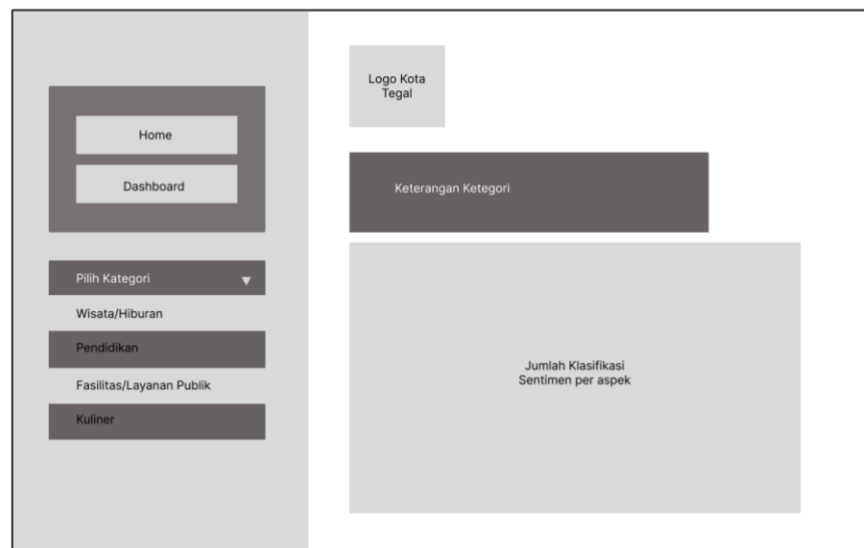 Home
Dashboard
Pilih Kategori
Wisata/Hiburan
Pendidikan
Fasilitas/Layanan Publik
Kuliner
Logo Kota
Tegal
Keterangan Ketegori
Jumlah Klasifikasi
Sentimen per aspek